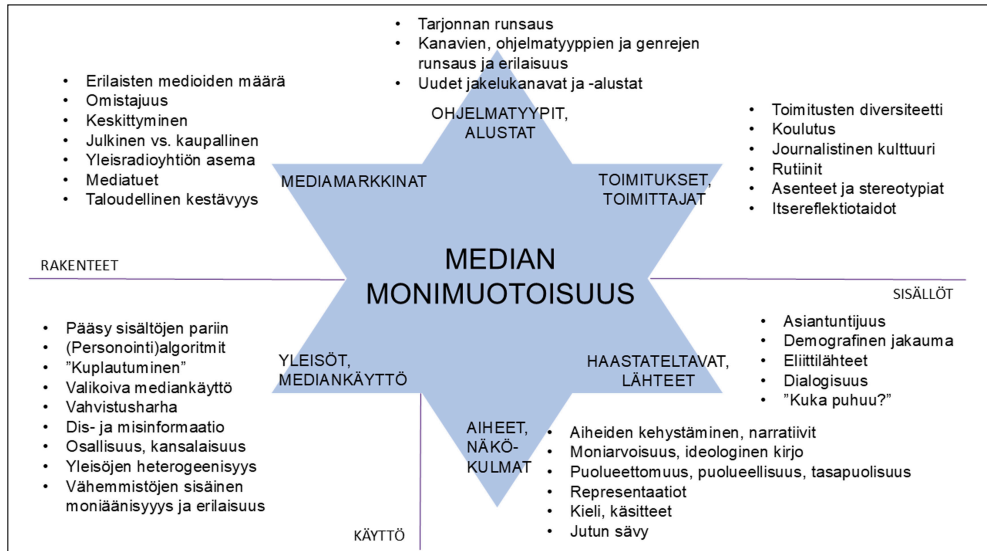 • Tarjonnan runsaus
• Kanavien, ohjelmatyyppien ja genrejen
runsaus ja erilaisuus
• Uudet jakelukanavat ja -alustat
OHJELMATYYPIT,
ALUSTAT
• Erilaisten medioiden määrä
• Omistajuus
• Keskittyminen
• Julkinen vs. kaupallinen
• Yleisradioyhtiön asema
• Mediatuet
• Taloudellinen kestävyys
MEDIAMARKKINAT
• Toimitusten diversiteetti
• Koulutus
• Journalistinen kulttuuri
• Rutiinit
• Asenteet ja stereotypiat
• Itsereflektiotaidot
TOIMITUKSET,
TOIMITTAJAT
MEDIAN
MONIMUOTOISUUS
RAKENTEET
SISÄLLÖT
• Pääsy sisältöjen pariin
• (Personointi)algoritmit
• ”Kuplautuminen”
• Valikoiva mediankäyttö
• Vahvistusharha
• Dis- ja misinformaatio
• Osallisuus, kansalaisuus
• Yleisöjen heterogeenisyys
• Vähemmistöjen sisäinen
moniäänisyyys ja erilaisuus
YLEISÖT,
MEDIANKÄYTTÖ
HAASTATELTAVAT,
LÄHTEET
• Asiantuntijuus
• Demografinen jakauma
• Eliittilähteet
• Dialogisuus
• ”Kuka puhuu?”
AIHEET,
NÄKÖ-
KULMAT
• Aiheiden kehystäminen, narratiivit
• Moniarvoisuus, ideologinen kirjo
• Puolueettomuus, puolueellisuus, tasapuolisuus
• Representaatiot
• Kieli, käsitteet
• Jutun sävy
KÄYTTÖ